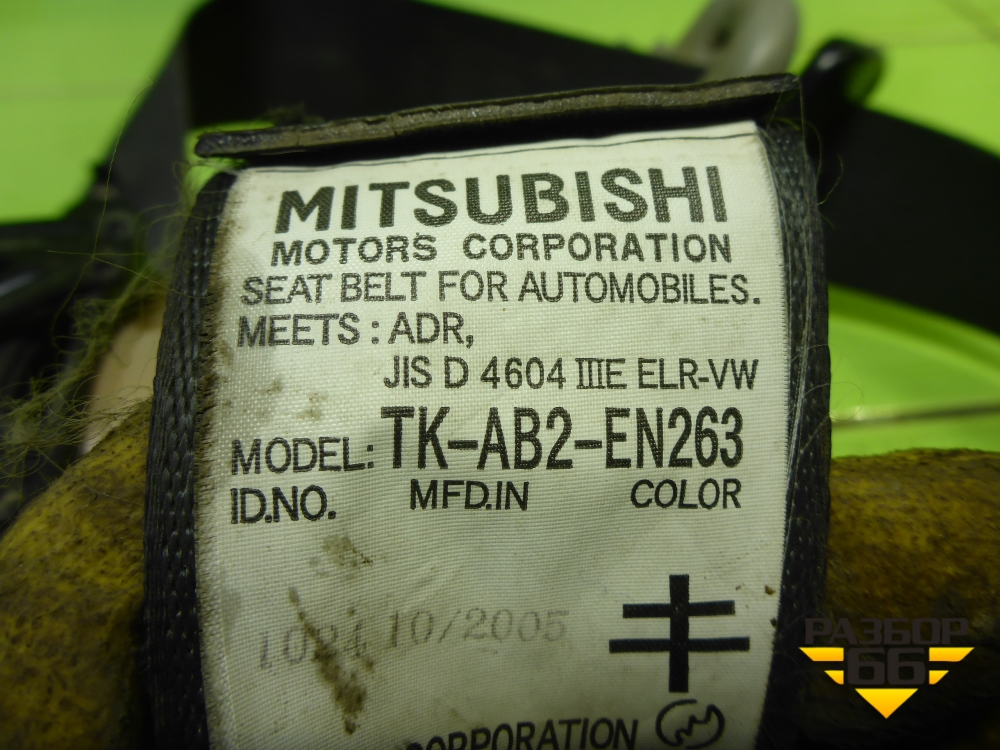 MITSUBISHI
MOTORS CORPORATION
SEAT BELT FOR AUTOMOBILES.
MEETS : ADR,
JIS D 4604 IIIE ELR-VW
MODEL: TK-AB2-EN263
ID.NO. MFD.IN COLOR
10/2005
CORPORATION
РАЗБОР
66